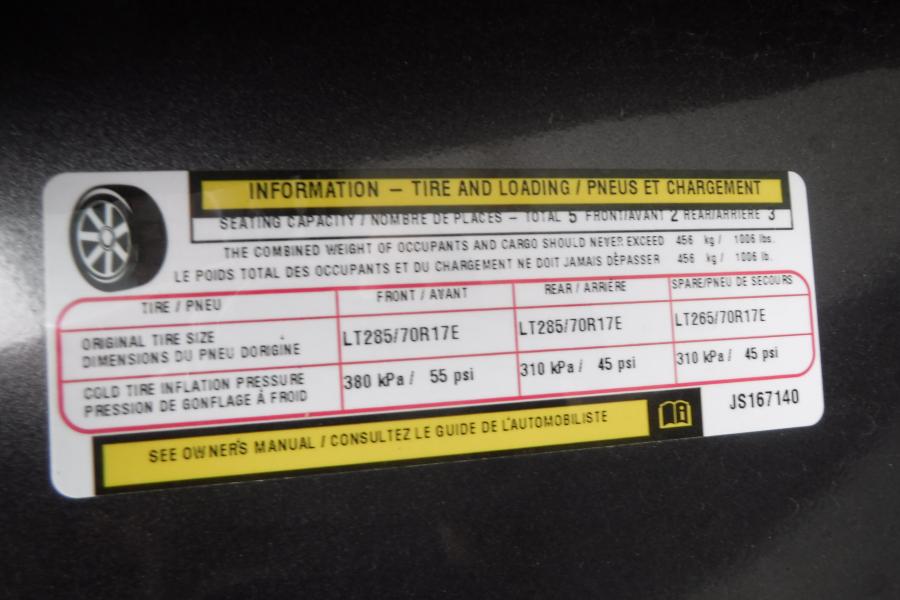 INFORMATION – TIRE AND LOADING / PNEUS ET CHARGEMENT
SEATING CAPACITY / NOMBRE DE PLACES – TOTAL 5 FRONT/AVANT 2 REAR/ARRIERE 3
THE COMBINED WEIGHT OF OCCUPANTS AND CARGO SHOULD NEVER EXCEED 456 kg / 1006 lbs.
LE POIDS TOTAL DES OCCUPANTS ET DU CHARGEMENT NE DOIT JAMAIS DÉPASSER 456 kg / 1006 lb.
TIRE / PNEU FRONT / AVANT REAR / ARRIÈRE SPARE/PNEU DE SECOURS
ORIGINAL TIRE SIZE
DIMENSIONS DU PNEU DORIGINE
LT285/70R17E LT285/70R17E LT265/70R17E
COLD TIRE INFLATION PRESSURE
PRESSION DE GONFLAGE À FROID
380 kPa / 55 psi 310 kPa / 45 psi 310 kPa / 45 psi
SEE OWNER'S MANUAL / CONSULTEZ LE GUIDE DE L'AUTOMOBILISTE
JS167140